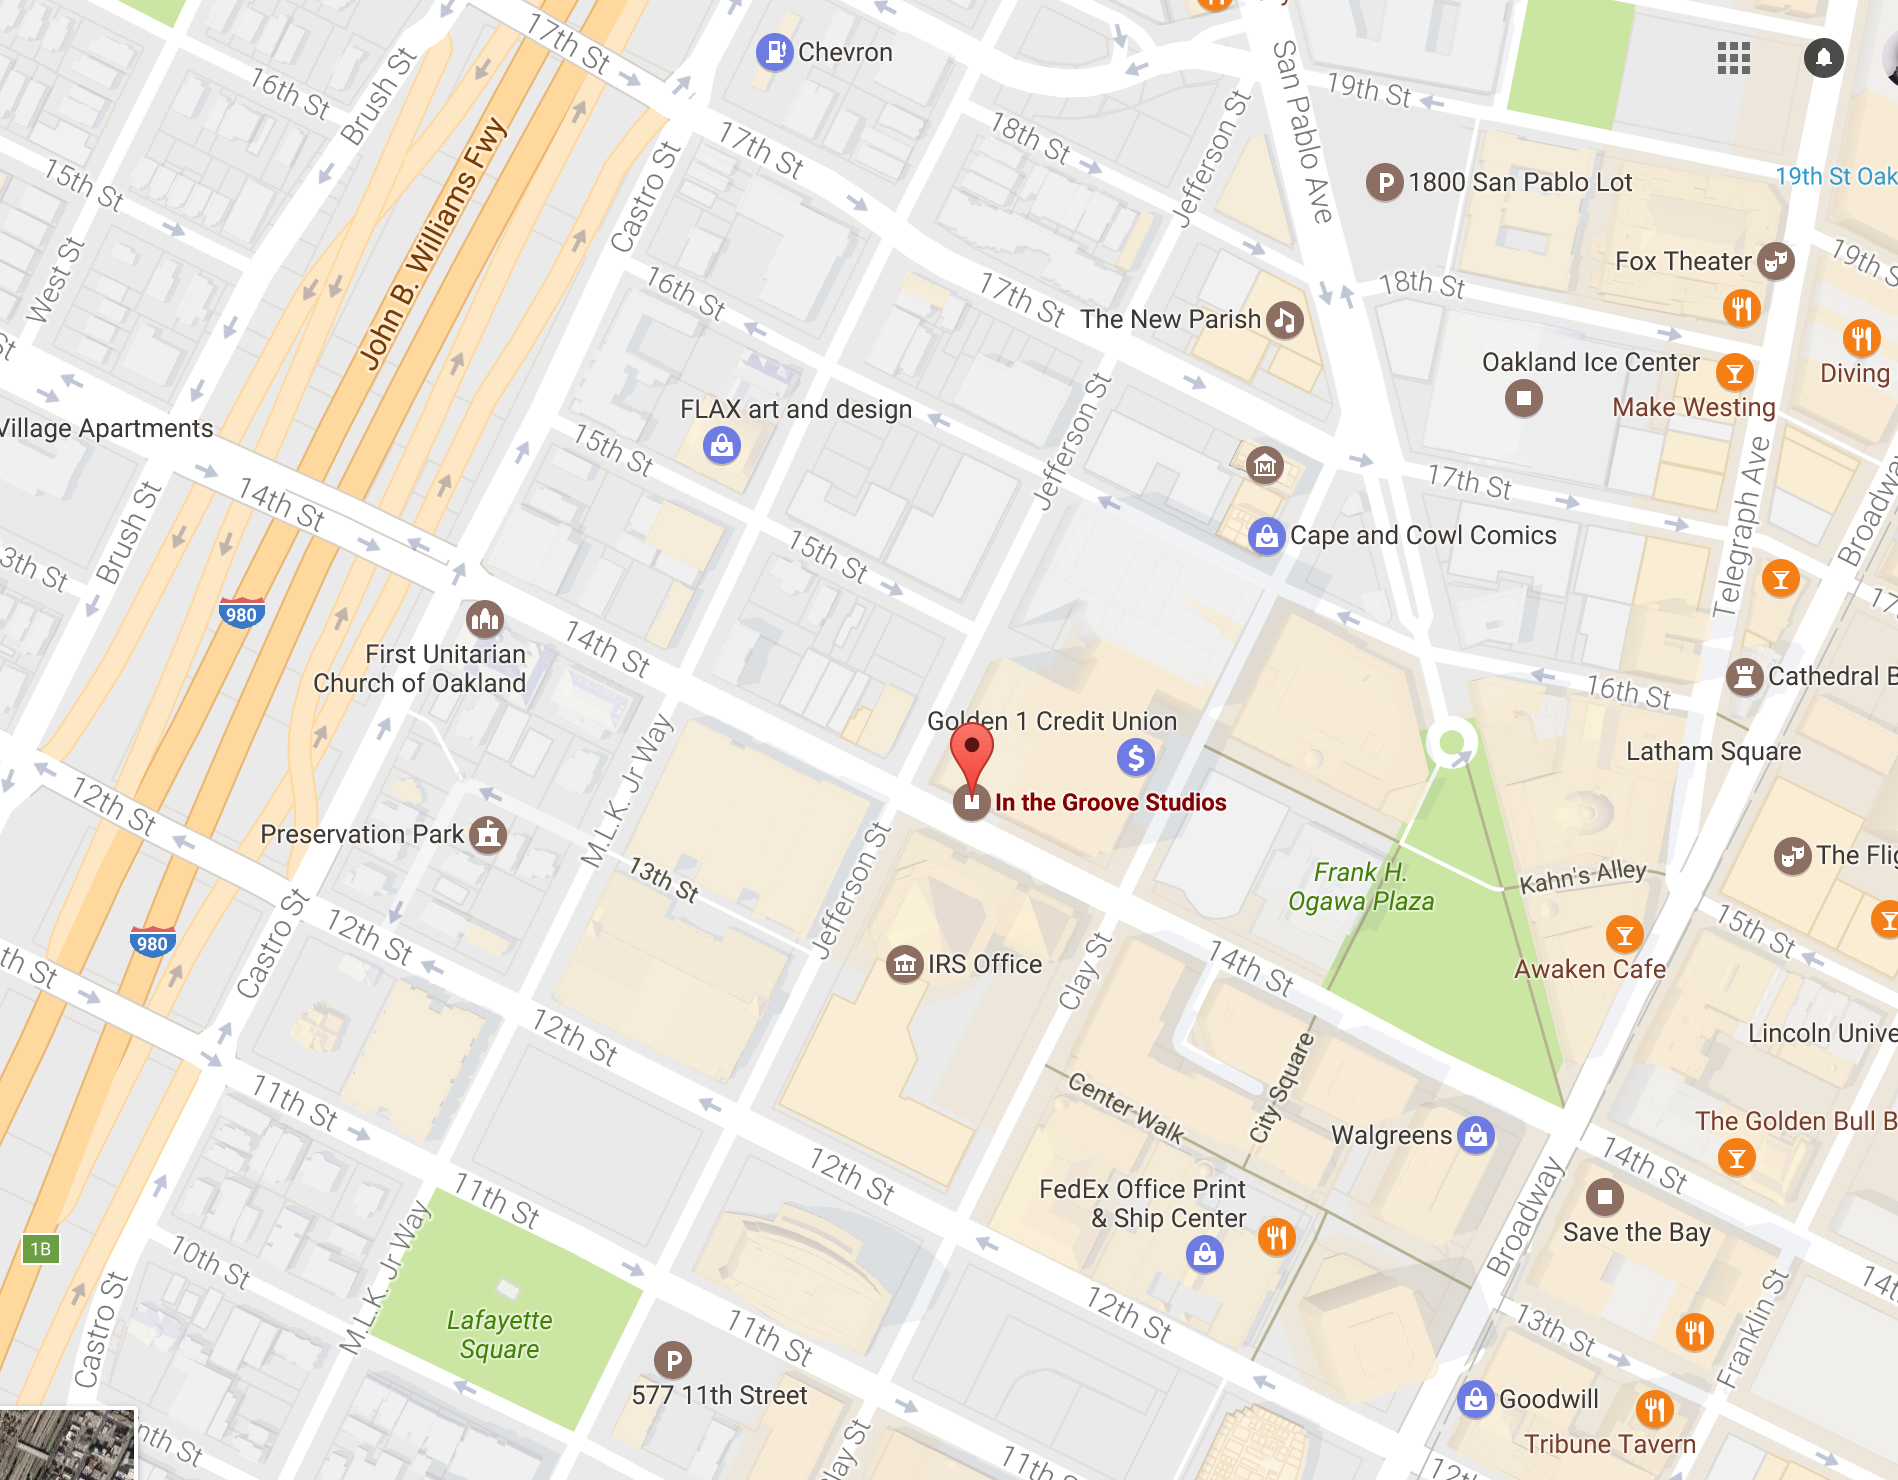 17th St
Chevron
16th St
Brush St
San Pablo Ave
19th St
18th St
17th St
Jefferson St
15th St
Castro St
1800 San Pablo Lot
19th St Oak
John B. Williams Fwy
West St
16th St
17th St
The New Parish
18th St
Fox Theater
19th S
St
Oakland Ice Center
Diving
Make Westing
Village Apartments
FLAX art and design
15th St
Jefferson St
17th St
Telegraph Ave
Broadway
14th St
Brush St
3th St
15th St
Cape and Cowl Comics
980
17
First Unitarian
Church of Oakland
14th St
16th St
Cathedral B
Golden 1 Credit Union
Latham Square
M.L.K. Jr Way
12th St
In the Groove Studios
Preservation Park
13th St
Jefferson St
Frank H.
Ogawa Plaza
Kahn's Alley
The Flig
980
12th St
Castro St
IRS Office
Clay St
14th St
Awaken Cafe
15th St
th St
Lincoln Unive
12th St
11th St
Center Walk
City Square
Walgreens
The Golden Bull B
14th St
12th St
FedEx Office Print
& Ship Center
Broadway
Save the Bay
11th St
M.L.K. Jr Way
1B
10th St
Castro St
Lafayette
Square
11th St
12th St
13th St
Franklin St
14t
577 11th Street
Goodwill
Tribune Tavern
nth St
lay St
11th
12t